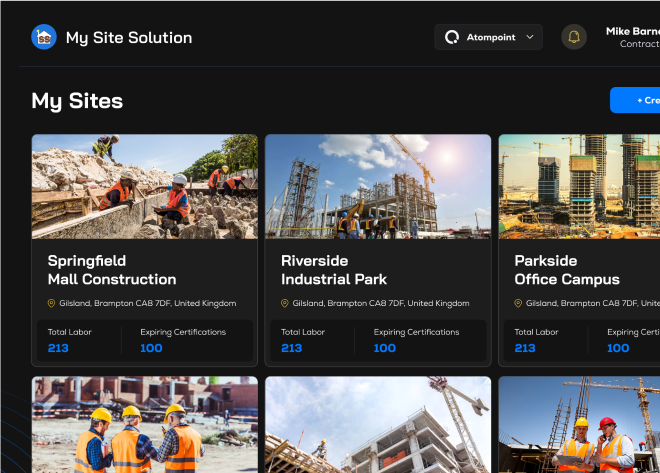 My Site Solution
Atompoint
Mike Barne
Contract
My Sites
+ Cre
Springfield
Mall Construction
Gilsland, Brampton CA8 7DF, United Kingdom
Total Labor
Expiring Certifications
213
100
Riverside
Industrial Park
Gilsland, Brampton CA8 7DF, United Kingdom
Total Labor
Expiring Certifications
213
100
Parkside
Office Campus
Gilsland, Brampton CA8 7DF, Unite
Total Labor
Expiring Certi
213
100